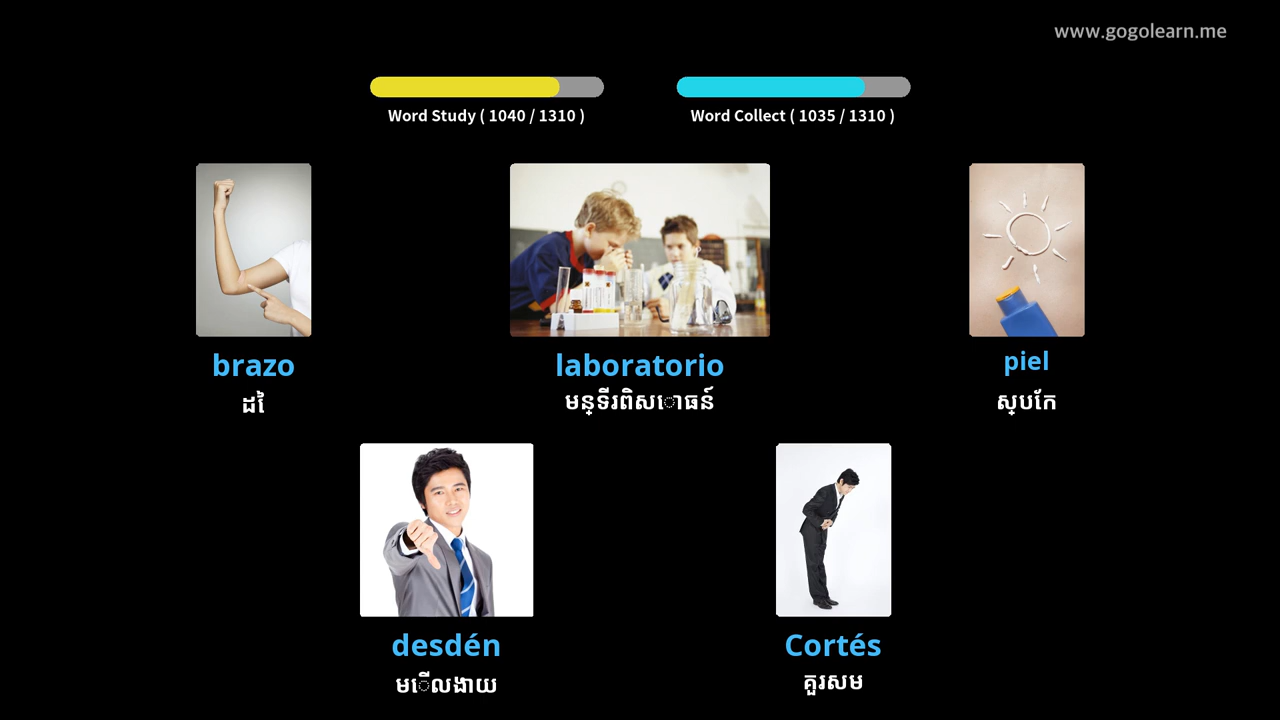 www.gogolearn.me
Word Study ( 1040 / 1310 )
Word Collect ( 1035 / 1310 )
brazo
ដៃ
laboratorio
មន្ទីរពិសោធន៍
piel
ស្បែក
desdén
មើលងាយ
Cortés
គួរសម